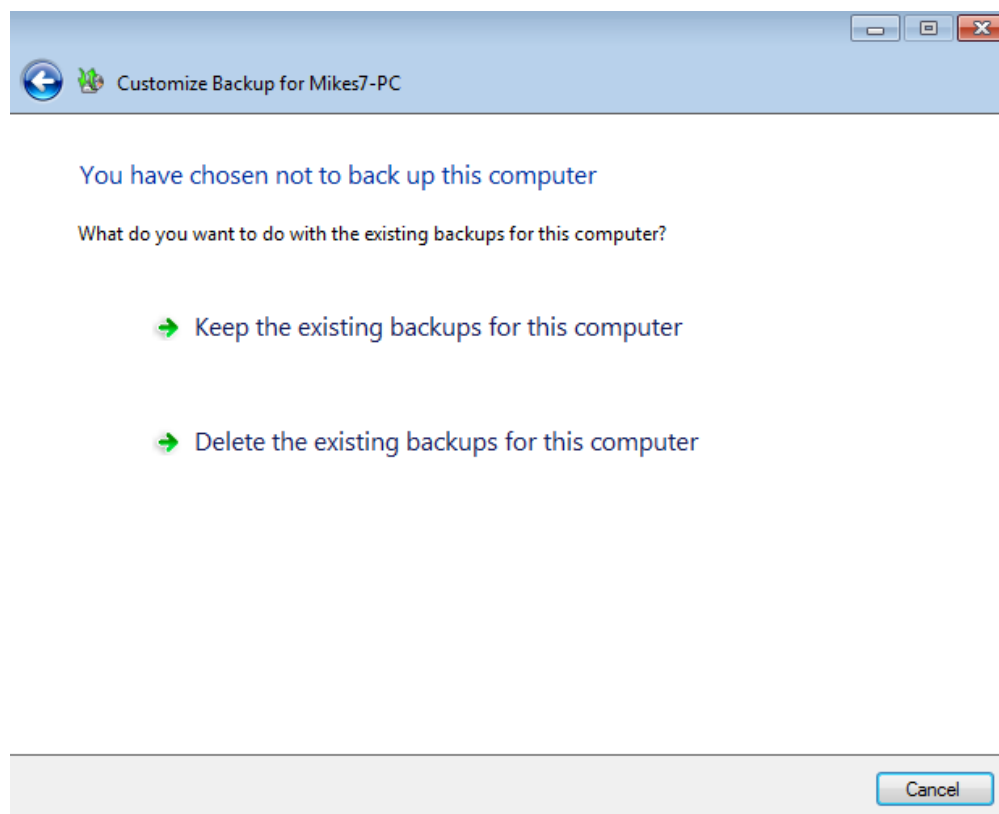 Customize Backup for Mikes7-PC
You have chosen not to back up this computer
What do you want to do with the existing backups for this computer?
Keep the existing backups for this computer
Delete the existing backups for this computer
Cancel